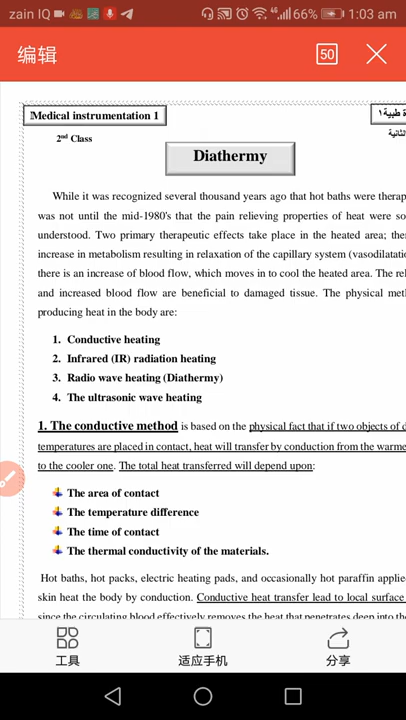 zain IQ 4G 66% 1:03 am
编辑 50
Medical instrumentation 1
طبية ١
2nd Class
الثانية
Diathermy
While it was recognized several thousand years ago that hot baths were therap
was not until the mid-1980's that the pain relieving properties of heat were so
understood. Two primary therapeutic effects take place in the heated area; the
increase in metabolism resulting in relaxation of the capillary system (vasodilatatio
there is an increase of blood flow, which moves in to cool the heated area. The rel
and increased blood flow are beneficial to damaged tissue. The physical met
producing heat in the body are:
1. Conductive heating
2. Infrared (IR) radiation heating
3. Radio wave heating (Diathermy)
4. The ultrasonic wave heating
1. The conductive method is based on the physical fact that if two objects of d
temperatures are placed in contact, heat will transfer by conduction from the warme
to the cooler one. The total heat transferred will depend upon:
The area of contact
The temperature difference
The time of contact
The thermal conductivity of the materials.
Hot baths, hot packs, electric heating pads, and occasionally hot paraffin applie
skin heat the body by conduction. Conductive heat transfer lead to local surface
since the circulating blood effectively removes the heat that penetrates deep into the
工具 适应手机 分享